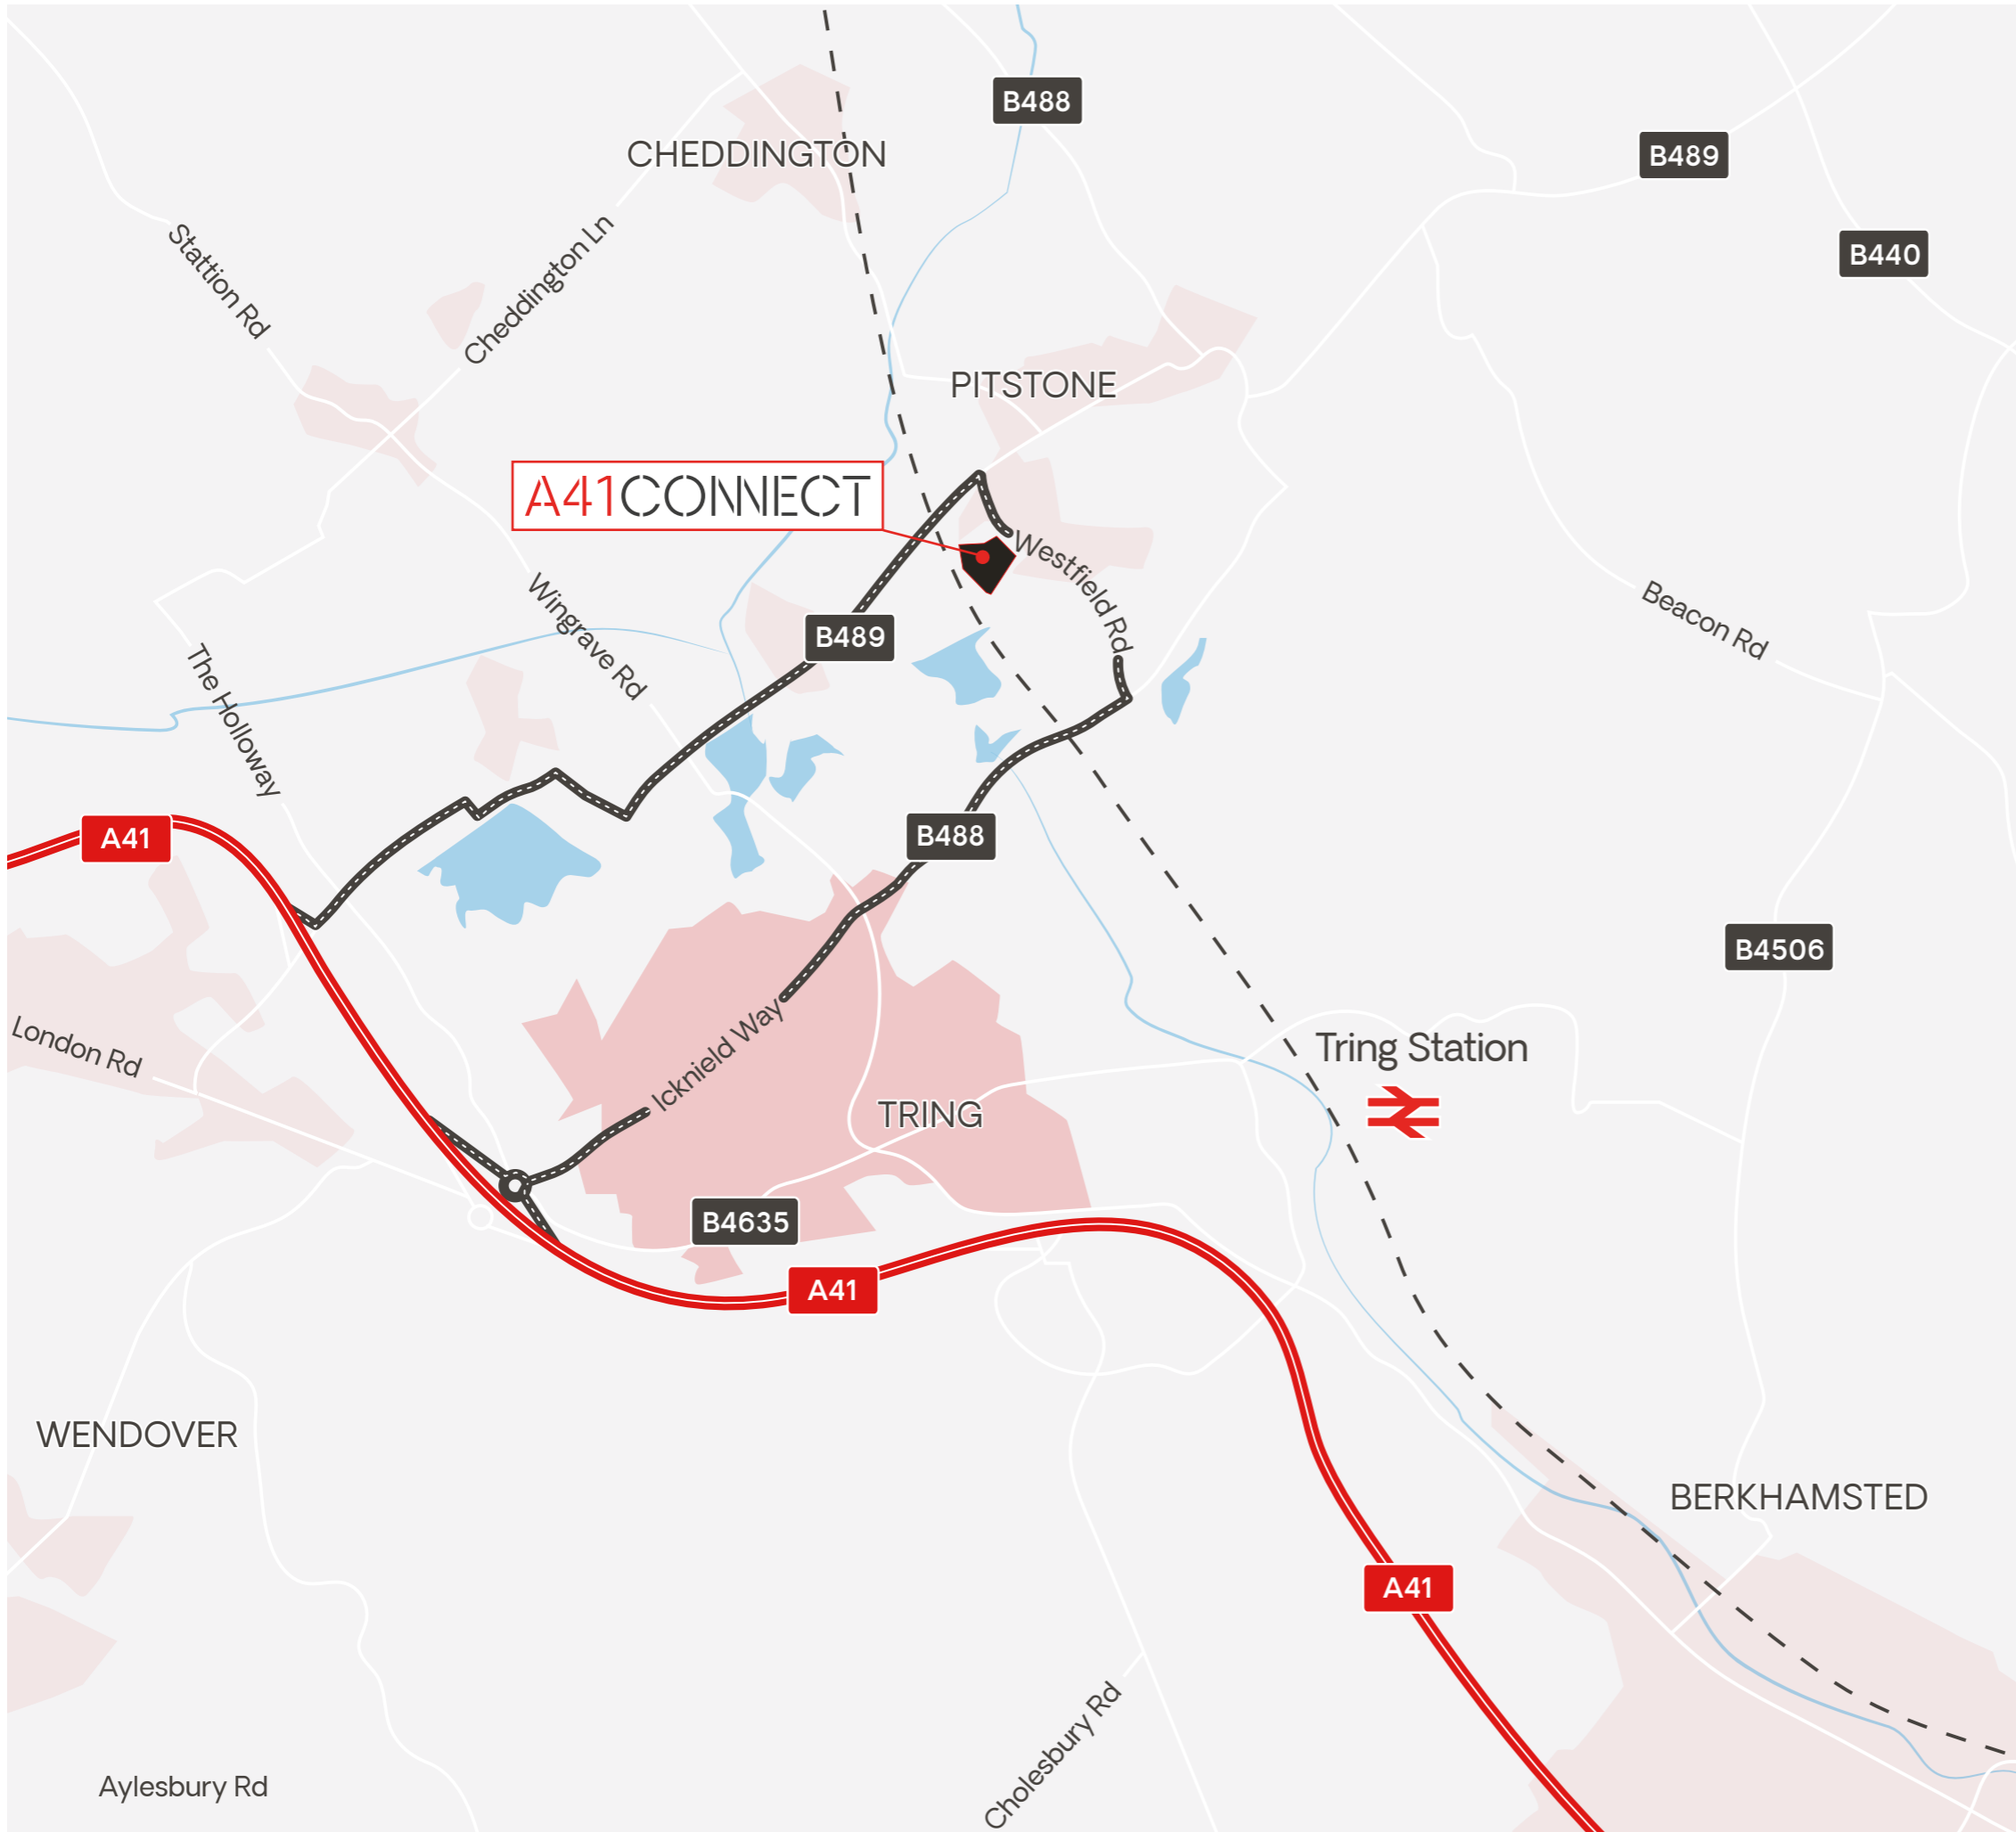 B488
CHEDDINGTON
B489
Stattion Rd
Cheddington Ln
B440
PITSTONE
A41CONNECT
Westfield Rd
Wingrave Rd
B489
Beacon Rd
The Holloway
A41
B488
B4506
London Rd
Icknield Way
Tring Station
TRING
B4635
A41
WENDOVER
BERKHAMSTED
A41
Cholesbury Rd
Aylesbury Rd